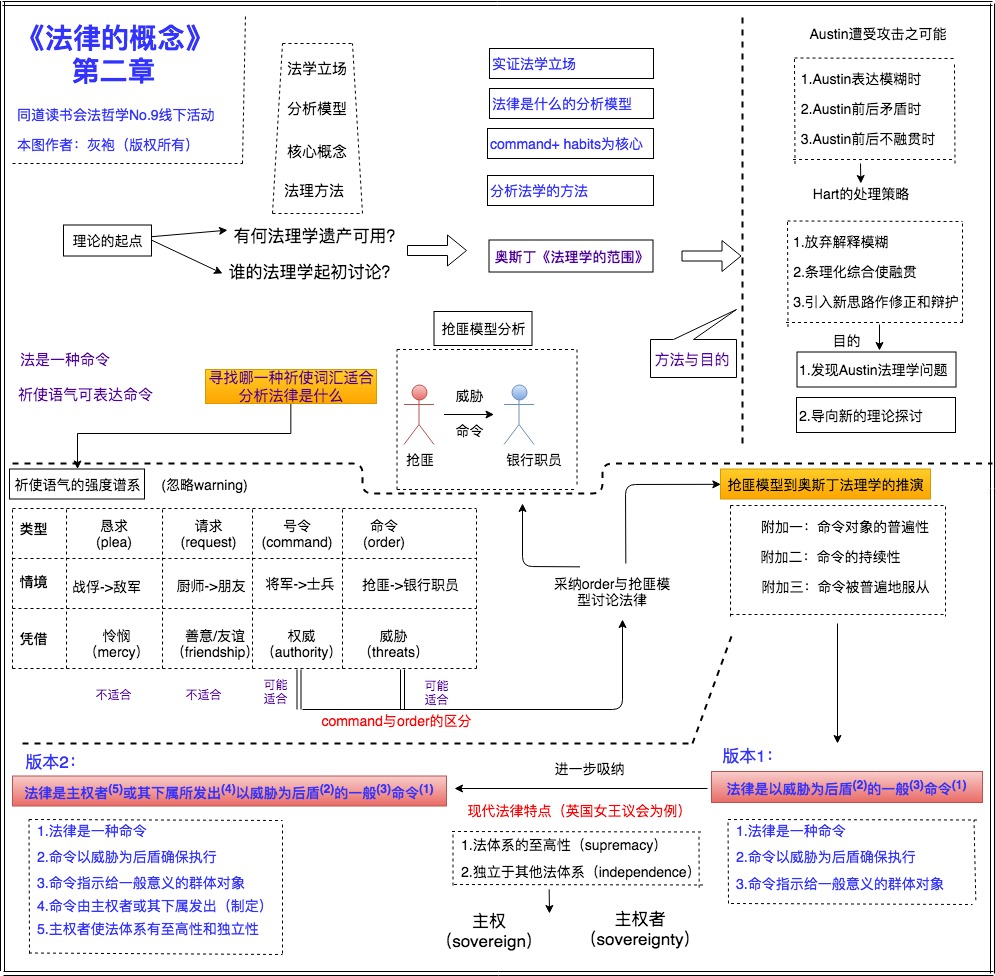 《法律的概念》
第二章
同道读书会法哲学No.9线下活动
本图作者：灰袍（版权所有）
法学立场
分析模型
核心概念
法理方法
实证法学立场
法律是什么的分析模型
command+ habits为核心
分析法学的方法
理论的起点
有何法理学遗产可用?
谁的法理学起初讨论?
奥斯丁《法理学的范围》
Austin遭受攻击之可能
1.Austin表达模糊时
2.Austin前后矛盾时
3.Austin前后不融贯时
Hart的处理策略
1.放弃解释模糊
2.条理化综合使融贯
3.引入新思路作修正和辩护
目的
1.发现Austin法理学问题
2.导向新的理论探讨
方法与目的
抢匪模型分析
威胁
命令
抢匪
银行职员
法是一种命令
祈使语气可表达命令
寻找哪一种祈使词汇适合
分析法律是什么
祈使语气的强度谱系
(忽略warning)
类型
恳求
(plea)
请求
(request)
号令
(command)
命令
(order)
情境
战俘->敌军
厨师->朋友
将军->士兵
抢匪->银行职员
凭借
怜悯
（mercy)
善意/友谊
（friendship)
权威
（authority)
威胁
（threats)
不适合
不适合
可能
适合
可能
适合
command与order的区分
采纳order与抢匪模
型讨论法律
抢匪模型到奥斯丁法理学的推演
附加一：命令对象的普遍性
附加二：命令的持续性
附加三：命令被普遍地服从
版本1：
法律是以威胁为后盾(2)的一般(3)命令(1)
1.法律是一种命令
2.命令以威胁为后盾确保执行
3.命令指示给一般意义的群体对象
进一步吸纳
现代法律特点（英国女王议会为例）
1.法体系的至高性（supremacy)
2.独立于其他法体系（independence)
主权
(sovereign）
主权者
（sovereignty)
版本2：
法律是主权者(5)或其下属所发出(4)以威胁为后盾(2)的一般(3)命令(1)
1.法律是一种命令
2.命令以威胁为后盾确保执行
3.命令指示给一般意义的群体对象
4.命令由主权者或其下属发出（制定）
5.主权者使法体系有至高性和独立性